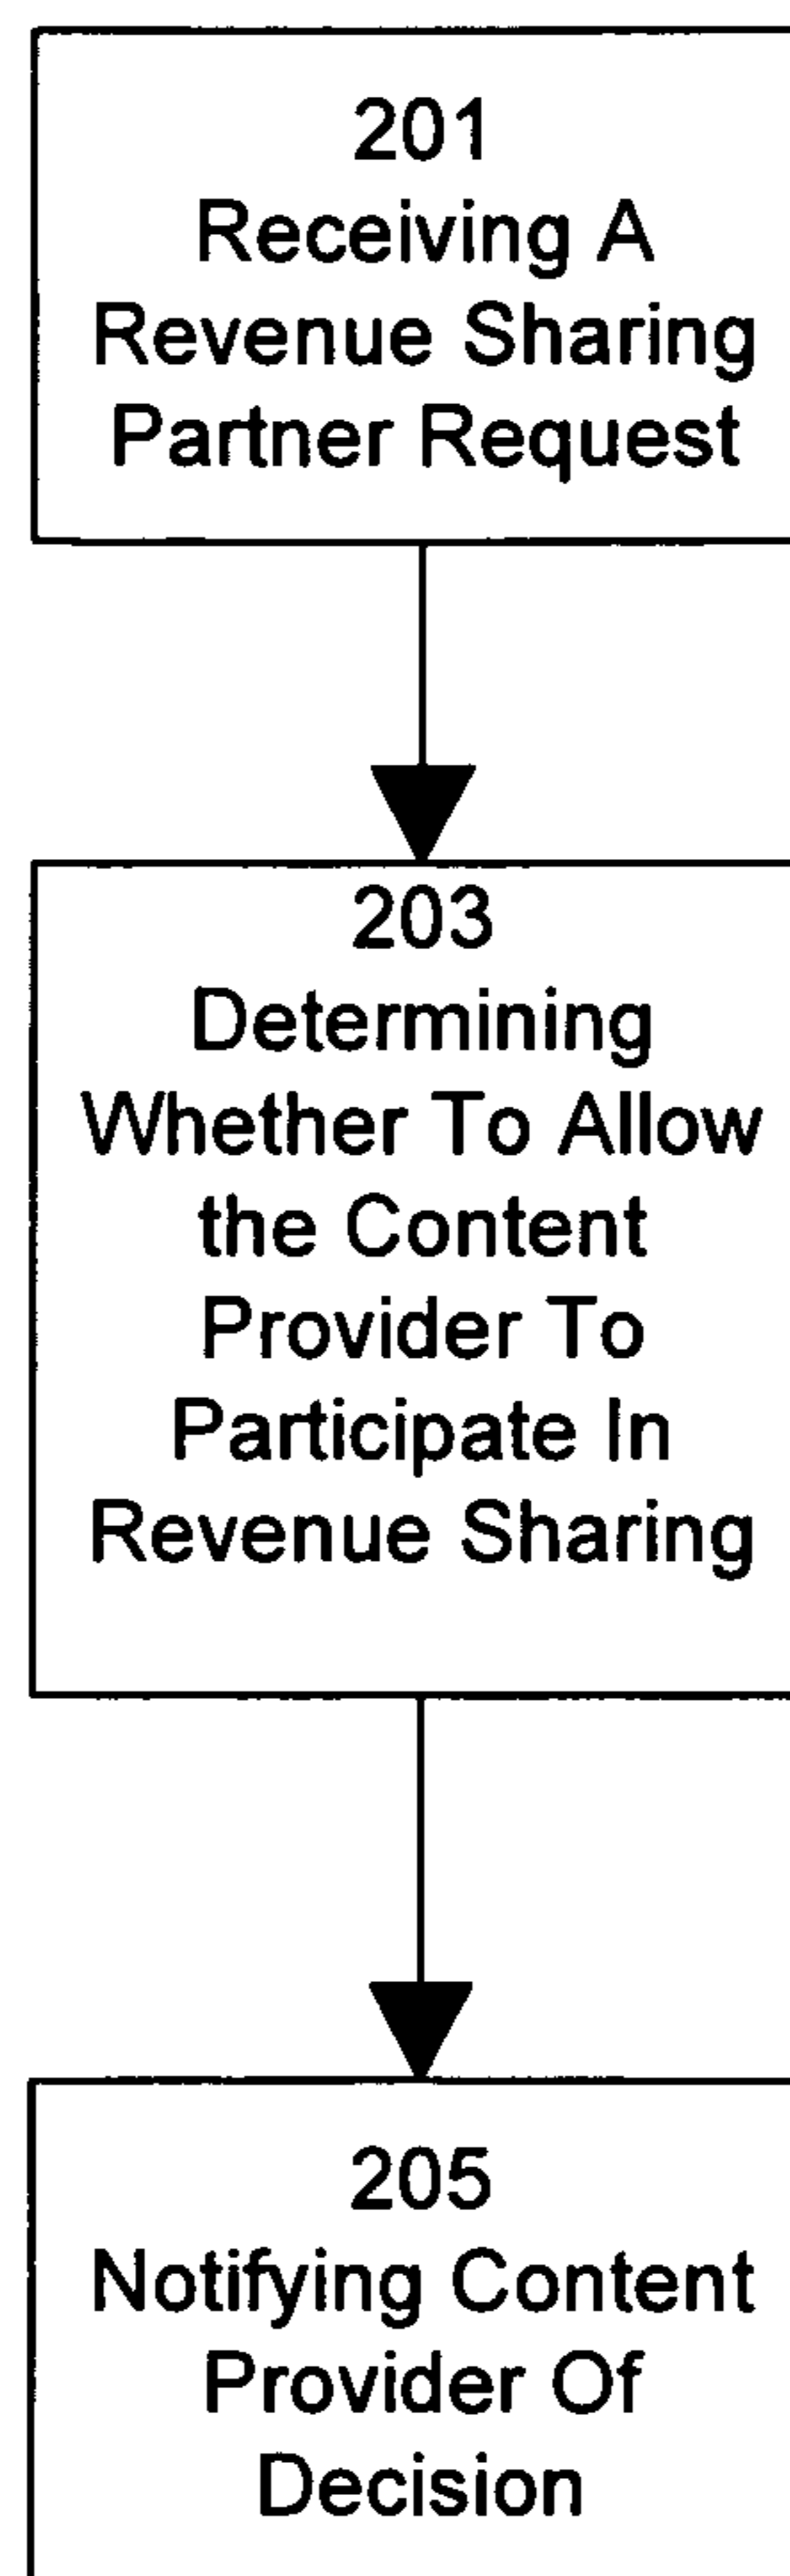 201
Receiving A
Revenue Sharing
Partner Request
203
Determining
Whether To Allow
the Content
Provider To
Participate In
Revenue Sharing
205
Notifying Content
Provider Of
Decision